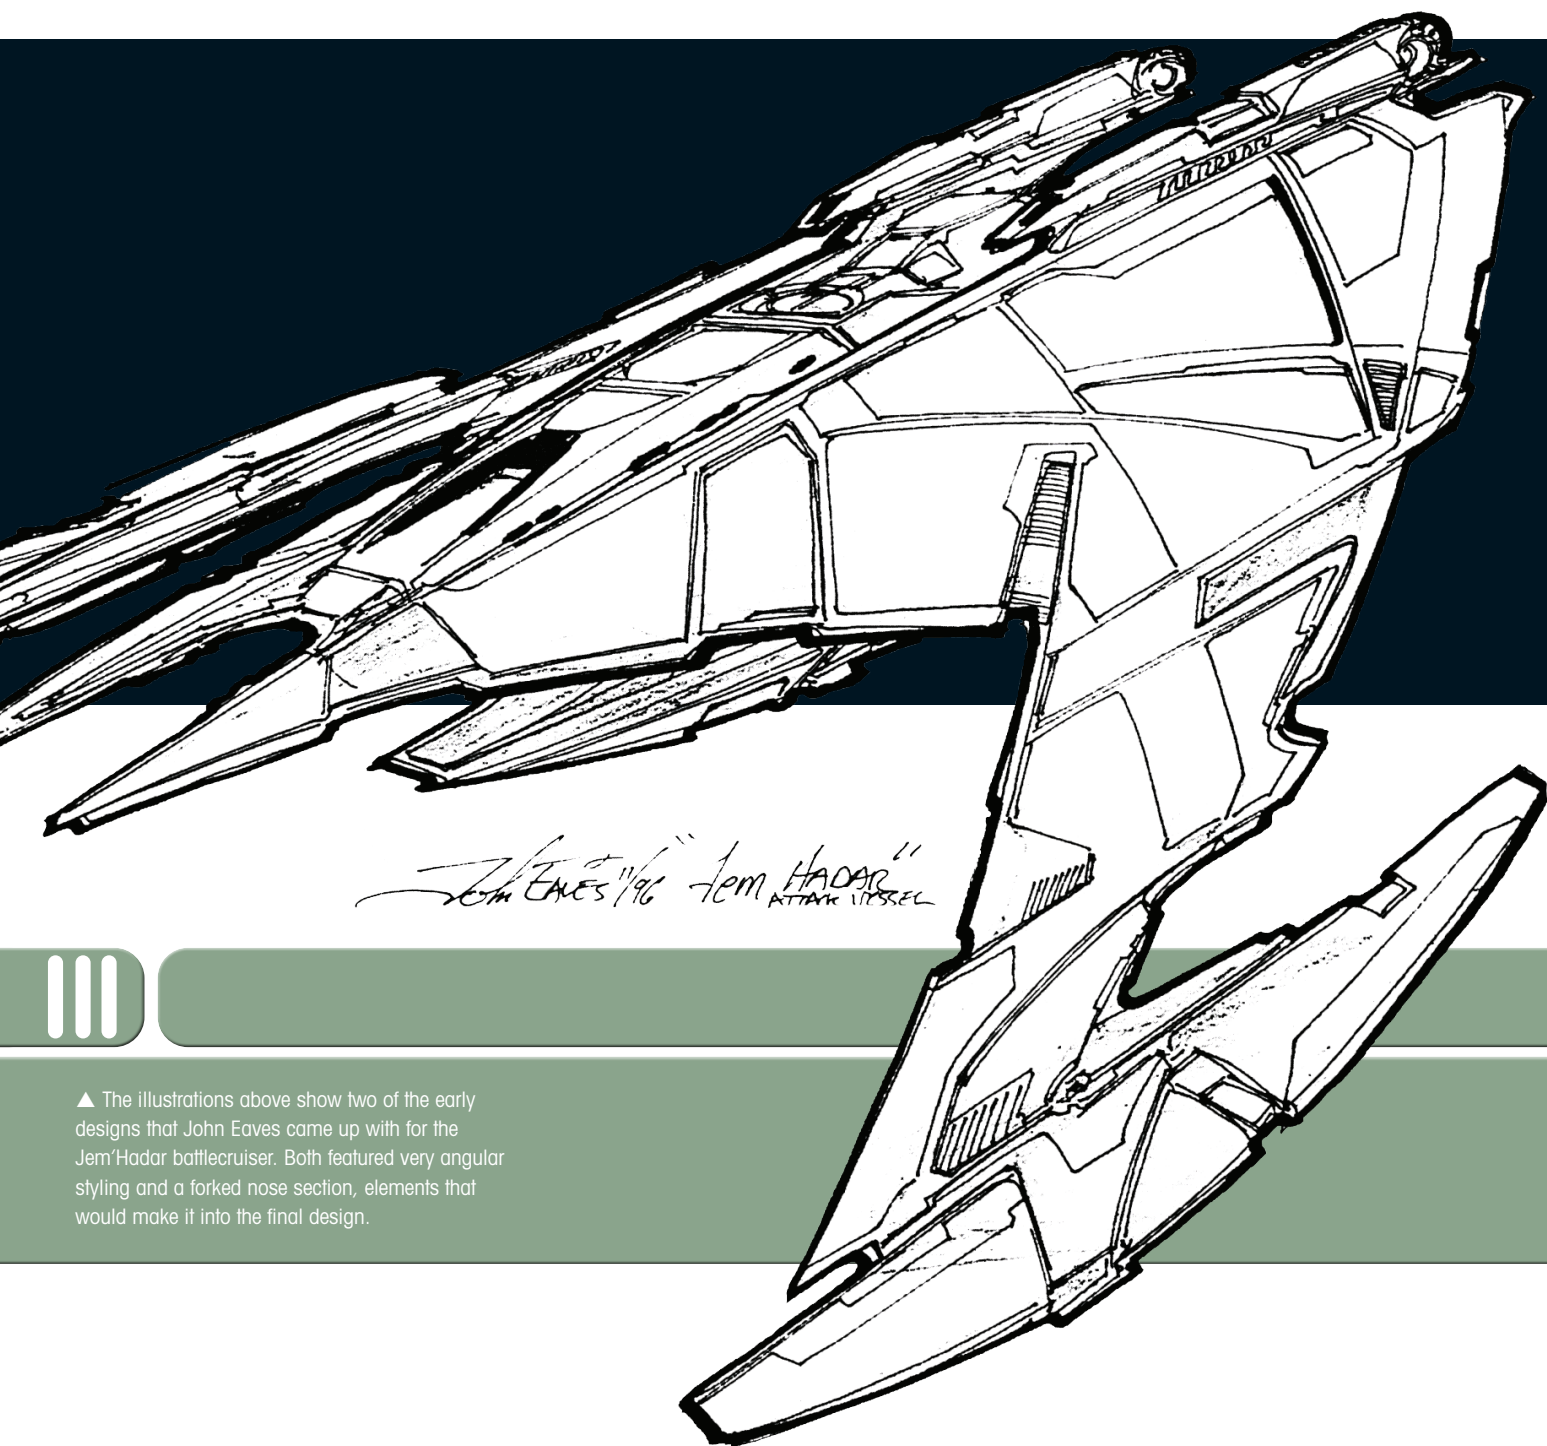 John Eaves 11/96 "Jem HADAR"
ATTAK VESSEL
▲ The illustrations above show two of the early
designs that John Eaves came up with for the
Jem'Hadar battlecruiser. Both featured very angular
styling and a forked nose section, elements that
would make it into the final design.